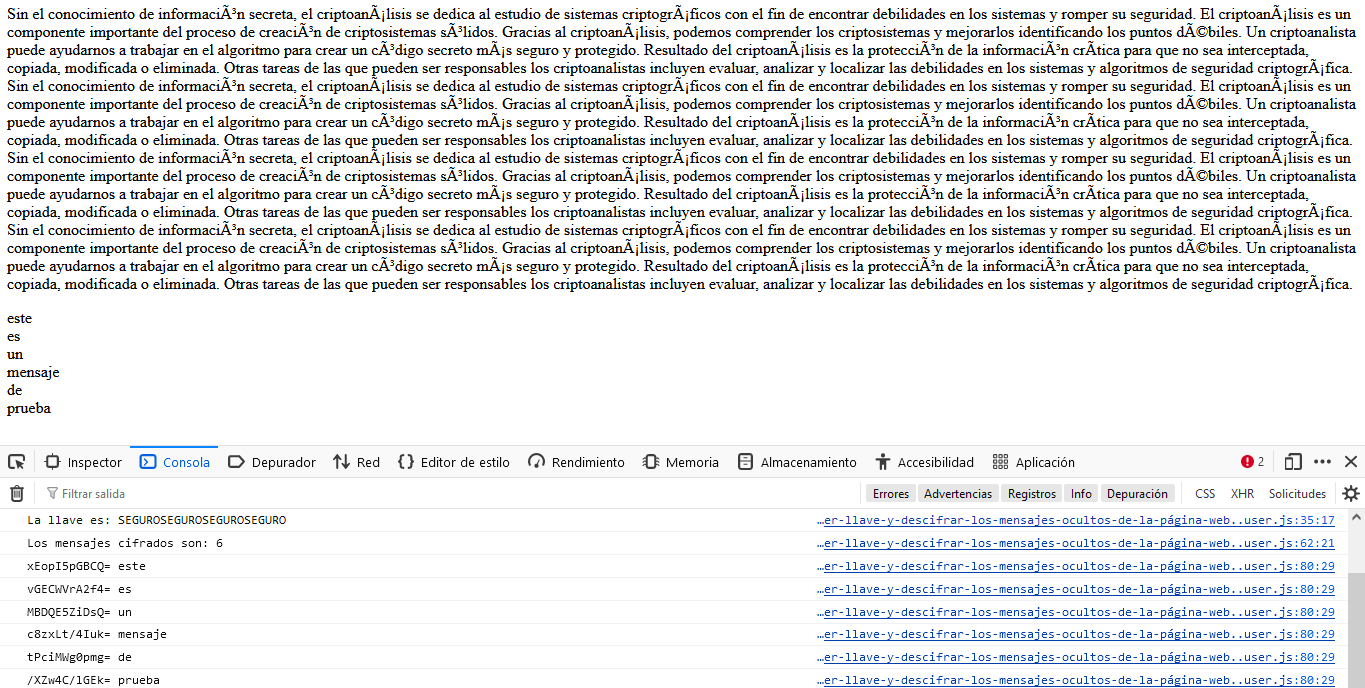 Sin el conocimiento de informaciÃ³n secreta, el criptoanÃ¡lisis se dedica al estudio de sistemas criptogrÃ¡ficos con el fin de encontrar debilidades en los sistemas y romper su seguridad. El criptoanÃ¡lisis es un
componente importante del proceso de creaciÃ³n de criptosistemas sÃ³lidos. Gracias al criptoanÃ¡lisis, podemos comprender los criptosistemas y mejorarlos identificando los puntos dÃ©biles. Un criptoanalista
puede ayudarnos a trabajar en el algoritmo para crear un cÃ³digo secreto mÃ¡s seguro y protegido. Resultado del criptoanÃ¡lisis es la protecciÃ³n de la informaciÃ³n crÃ­tica para que no sea interceptada,
copiada, modificada o eliminada. Otras tareas de las que pueden ser responsables los criptoanalistas incluyen evaluar, analizar y localizar las debilidades en los sistemas y algoritmos de seguridad criptogrÃ¡fica.
Sin el conocimiento de informaciÃ³n secreta, el criptoanÃ¡lisis se dedica al estudio de sistemas criptogrÃ¡ficos con el fin de encontrar debilidades en los sistemas y romper su seguridad. El criptoanÃ¡lisis es un
componente importante del proceso de creaciÃ³n de criptosistemas sÃ³lidos. Gracias al criptoanÃ¡lisis, podemos comprender los criptosistemas y mejorarlos identificando los puntos dÃ©biles. Un criptoanalista
puede ayudarnos a trabajar en el algoritmo para crear un cÃ³digo secreto mÃ¡s seguro y protegido. Resultado del criptoanÃ¡lisis es la protecciÃ³n de la informaciÃ³n crÃ­tica para que no sea interceptada,
copiada, modificada o eliminada. Otras tareas de las que pueden ser responsables los criptoanalistas incluyen evaluar, analizar y localizar las debilidades en los sistemas y algoritmos de seguridad criptogrÃ¡fica.
Sin el conocimiento de informaciÃ³n secreta, el criptoanÃ¡lisis se dedica al estudio de sistemas criptogrÃ¡ficos con el fin de encontrar debilidades en los sistemas y romper su seguridad. El criptoanÃ¡lisis es un
componente importante del proceso de creaciÃ³n de criptosistemas sÃ³lidos. Gracias al criptoanÃ¡lisis, podemos comprender los criptosistemas y mejorarlos identificando los puntos dÃ©biles. Un criptoanalista
puede ayudarnos a trabajar en el algoritmo para crear un cÃ³digo secreto mÃ¡s seguro y protegido. Resultado del criptoanÃ¡lisis es la protecciÃ³n de la informaciÃ³n crÃ­tica para que no sea interceptada,
copiada, modificada o eliminada. Otras tareas de las que pueden ser responsables los criptoanalistas incluyen evaluar, analizar y localizar las debilidades en los sistemas y algoritmos de seguridad criptogrÃ¡fica.
Sin el conocimiento de informaciÃ³n secreta, el criptoanÃ¡lisis se dedica al estudio de sistemas criptogrÃ¡ficos con el fin de encontrar debilidades en los sistemas y romper su seguridad. El criptoanÃ¡lisis es un
componente importante del proceso de creaciÃ³n de criptosistemas sÃ³lidos. Gracias al criptoanÃ¡lisis, podemos comprender los criptosistemas y mejorarlos identificando los puntos dÃ©biles. Un criptoanalista
puede ayudarnos a trabajar en el algoritmo para crear un cÃ³digo secreto mÃ¡s seguro y protegido. Resultado del criptoanÃ¡lisis es la protecciÃ³n de la informaciÃ³n crÃ­tica para que no sea interceptada,
copiada, modificada o eliminada. Otras tareas de las que pueden ser responsables los criptoanalistas incluyen evaluar, analizar y localizar las debilidades en los sistemas y algoritmos de seguridad criptogrÃ¡fica.
este
es
un
mensaje
de
prueba
Inspector Consola Depurador Red Editor de estilo Rendimiento Memoria Almacenamiento Accesibilidad Aplicación 2
Filtrar salida Errores Advertencias Registros Info Depuración CSS XHR Solicitudes
La llave es: SEGUROSEGUROSEGUROSEGURO …er-llave-y-descifrar-los-mensajes-ocultos-de-la-página-web..user.js:35:17
Los mensajes cifrados son: 6 …er-llave-y-descifrar-los-mensajes-ocultos-de-la-página-web..user.js:62:21
xEopI5pGBCQ= este …er-llave-y-descifrar-los-mensajes-ocultos-de-la-página-web..user.js:80:29
vGECWVrA2f4= es …er-llave-y-descifrar-los-mensajes-ocultos-de-la-página-web..user.js:80:29
MBDQE5ZiDsQ= un …er-llave-y-descifrar-los-mensajes-ocultos-de-la-página-web..user.js:80:29
c8zxLt/4Iuk= mensaje …er-llave-y-descifrar-los-mensajes-ocultos-de-la-página-web..user.js:80:29
tPciMWg0pmg= de …er-llave-y-descifrar-los-mensajes-ocultos-de-la-página-web..user.js:80:29
/XZw4C/lGEk= prueba …er-llave-y-descifrar-los-mensajes-ocultos-de-la-página-web..user.js:80:29